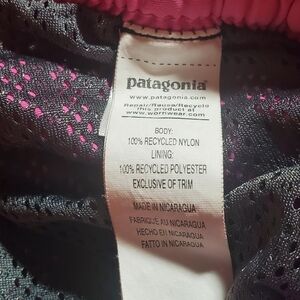 patagonia
www.patagonia.com
Repair/Reuse/Recycle
this product at
www.wornwear.com
BODY:
100% RECYCLED NYLON
LINING:
100% RECYCLED POLYESTER
EXCLUSIVE OF TRIM
MADE IN NICARAGUA
FABRIQUE AU NICARAGUA
HECHO EN NICARAGUA
FATTO IN NICARAGUA